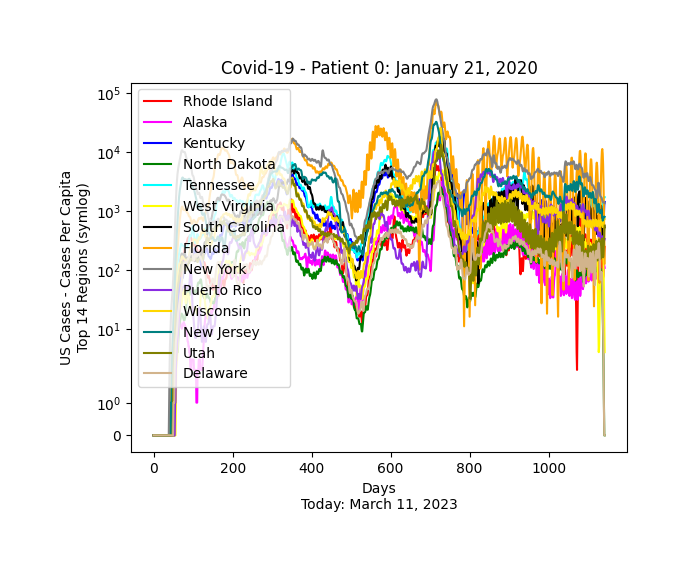 Covid-19 - Patient 0: January 21, 2020
US Cases - Cases Per Capita
Top 14 Regions (symlog)
10⁵
10⁴
10³
10²
10¹
10⁰
0
Rhode Island
Alaska
Kentucky
North Dakota
Tennessee
West Virginia
South Carolina
Florida
New York
Puerto Rico
Wisconsin
New Jersey
Utah
Delaware
0 200 400 600 800 1000
Days
Today: March 11, 2023